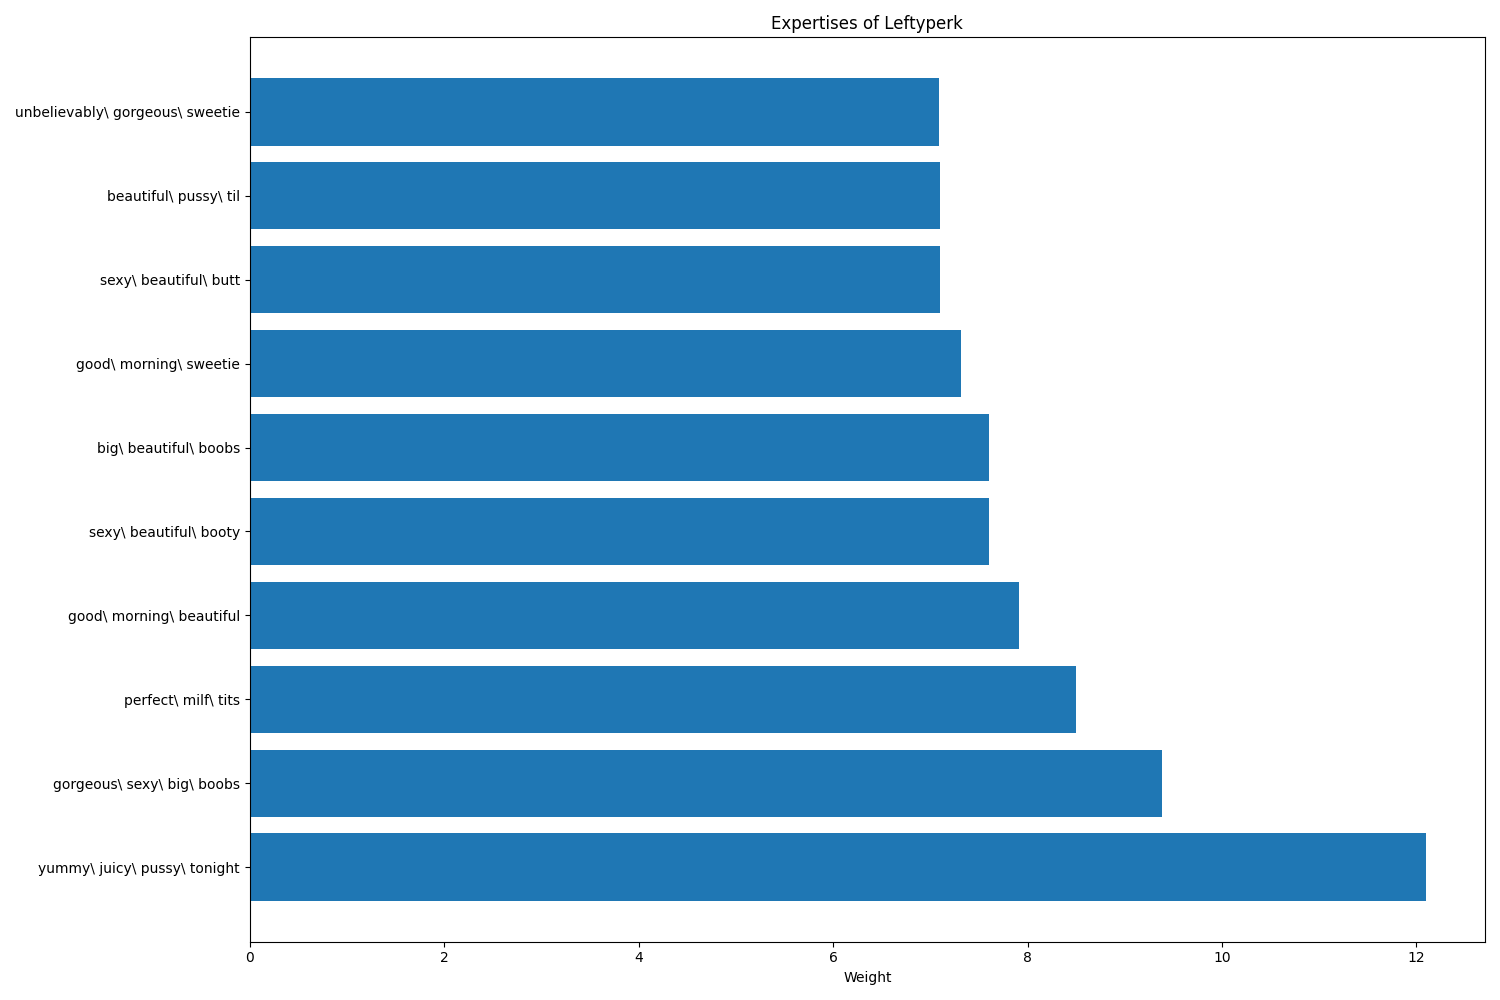 Expertises of Leftyperk
unbelievably\ gorgeous\ sweetie
beautiful\ pussy\ til
sexy\ beautiful\ butt
good\ morning\ sweetie
big\ beautiful\ boobs
sexy\ beautiful\ booty
good\ morning\ beautiful
perfect\ milf\ tits
gorgeous\ sexy\ big\ boobs
yummy\ juicy\ pussy\ tonight
0 2 4 6 8 10 12
Weight